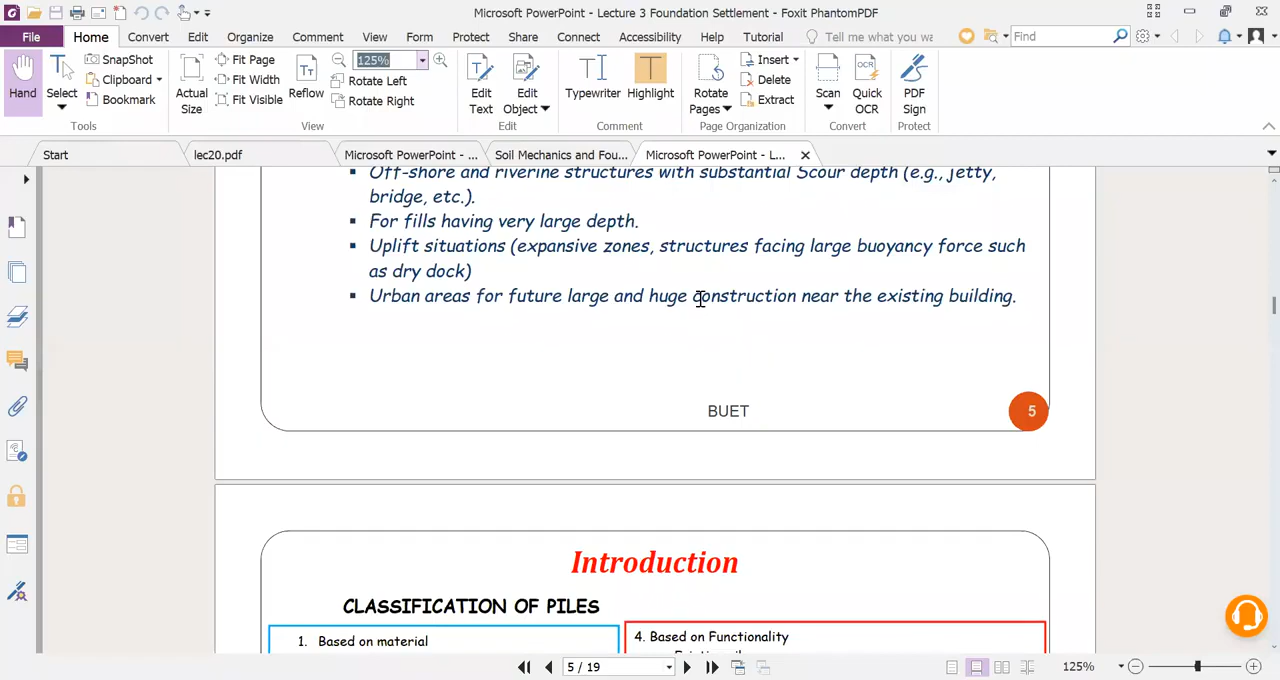 Microsoft PowerPoint - Lecture 3 Foundation Settlement - Foxit PhantomPDF
File Home Convert Edit Organize Comment View Form Protect Share Connect Accessibility Help Tutorial Tell me what you wa Find
Hand
Select
SnapShot
Clipboard
Bookmark
Tools
Actual Size
Fit Page
Fit Width
Fit Visible
Reflow
125%
Rotate Left
Rotate Right
View
Edit Text
Edit Object
Edit
Typewriter
Highlight
Comment
Rotate Pages
Insert
Delete
Extract
Page Organization
Scan
Quick OCR
Convert
PDF Sign
Protect
Start lec20.pdf Microsoft PowerPoint - ... Soil Mechanics and Fou... Microsoft PowerPoint - L...
▪ Off-shore and riverine structures with substantial Scour depth (e.g., jetty,
bridge, etc.).
▪ For fills having very large depth.
▪ Uplift situations (expansive zones, structures facing large buoyancy force such
as dry dock)
▪ Urban areas for future large and huge construction near the existing building.
BUET
5
Introduction
CLASSIFICATION OF PILES
1. Based on material
4. Based on Functionality
5 / 19
125%